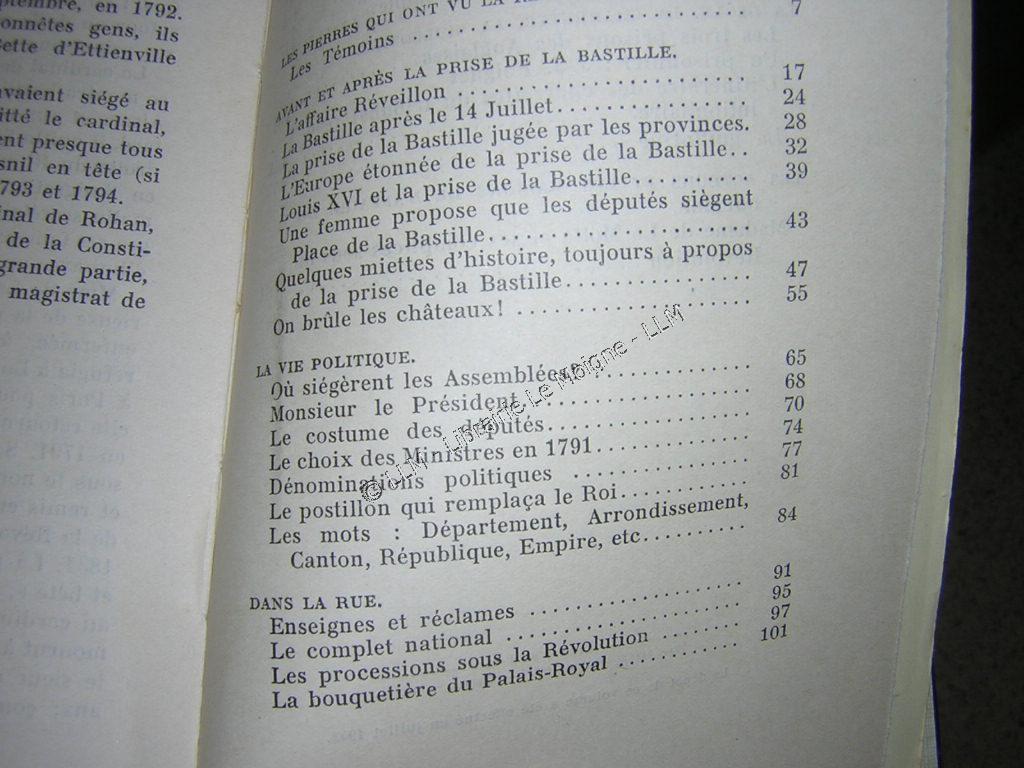 ptembre, en 1792.
onnêtes gens, ils
ette d'Ettienville
avaient siégé au
itté le cardinal,
ent presque tous
snil en tête (si
793 et 1794.
inal de Rohan,
de la Consti-
grande partie,
magistrat de
LES PIERRES QUI ONT VU LA
Les Témoins .......................... 7
AVANT ET APRÈS LA PRISE DE LA BASTILLE.
L'affaire Réveillon .......................... 17
La Bastille après le 14 Juillet.................. 24
La prise de la Bastille jugée par les provinces. 28
L'Europe étonnée de la prise de la Bastille.. 32
Louis XVI et la prise de la Bastille.......... 39
Une femme propose que les députés siègent
Place de la Bastille...................... 43
Quelques miettes d'histoire, toujours à propos
de la prise de la Bastille................ 47
On brûle les châteaux! .................... 55
LA VIE POLITIQUE.
Où siégèrent les Assemblées................ 65
Monsieur le Président...................... 68
Le costume des députés.................... 70
Le choix des Ministres en 1791............. 74
Dénominations politiques ................ 77
Le postillon qui remplaça le Roi............ 81
Les mots : Département, Arrondissement,
Canton, République, Empire, etc......... 84
DANS LA RUE.
Enseignes et réclames .................... 91
Le complet national ...................... 95
Les processions sous la Révolution ........ 97
La bouquetière du Palais-Royal ............ 101
© LLM - Librairie Le Moigne - LLM